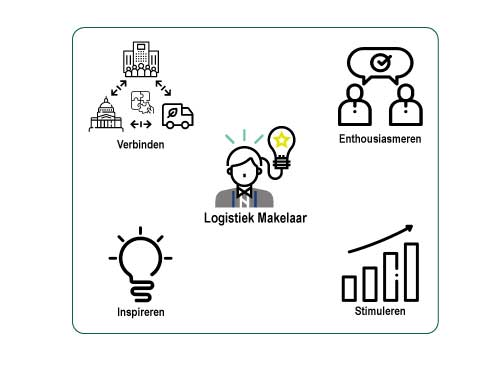 Verbinden
Enthousiasmeren
Logistiek Makelaar
Inspireren
Stimuleren